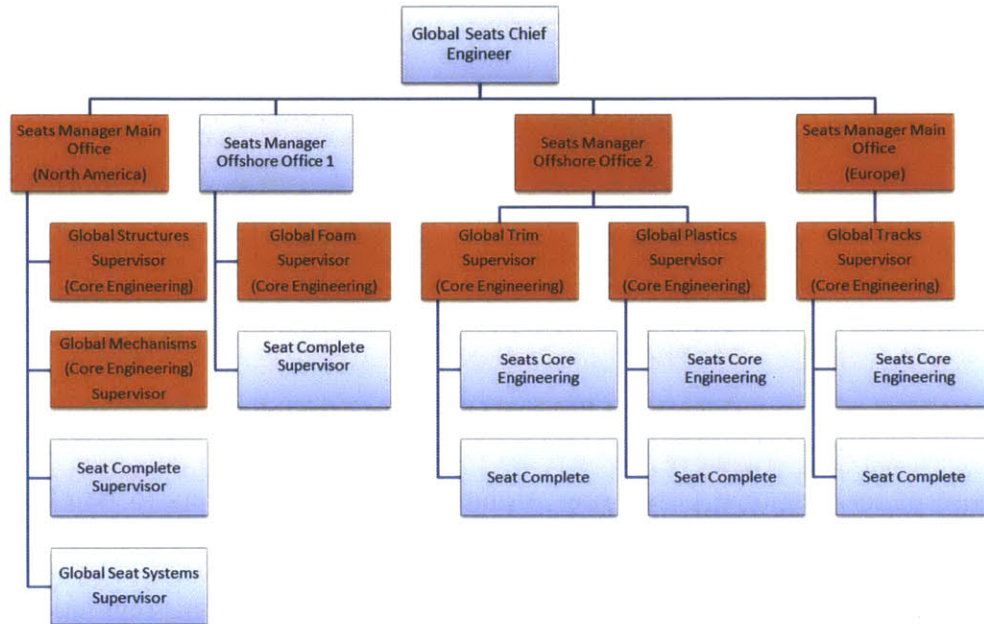 Global Seats Chief
Engineer
Seats Manager Main
Office
(North America)
Seats Manager
Offshore Office 1
Seats Manager
Offshore Office 2
Seats Manager Main
Office
(Europe)
Global Structures
Supervisor
(Core Engineering)
Global Foam
Supervisor
(Core Engineering)
Global Trim
Supervisor
(Core Engineering)
Global Plastics
Supervisor
(Core Engineering)
Global Tracks
Supervisor
(Core Engineering)
Global Mechanisms
(Core Engineering)
Supervisor
Seat Complete
Supervisor
Seats Core
Engineering
Seats Core
Engineering
Seats Core
Engineering
Seat Complete
Supervisor
Seat Complete
Seat Complete
Seat Complete
Global Seat Systems
Supervisor